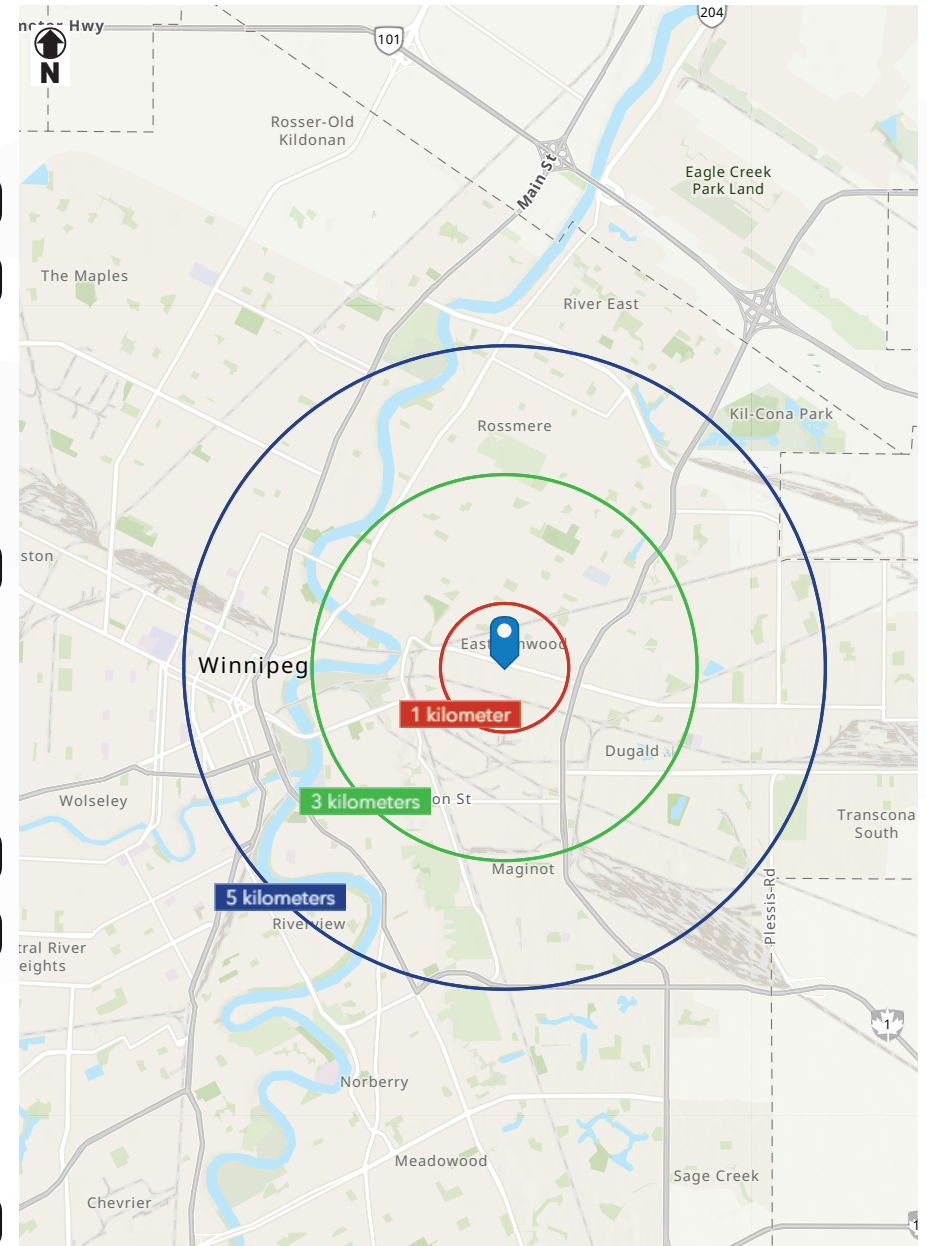 204
101
N
Rosser-Old
Kildonan
Main St
Eagle Creek
Park Land
The Maples
River East
Kil-Cona Park
Rossmere
Winnipeg
1 kilometer
Dugald
3 kilometers
Wolseley
Transcona
South
Maginot
Plessis Rd
5 kilometers
Riverview
1
Norberry
Meadowood
Sage Creek
Chevrier